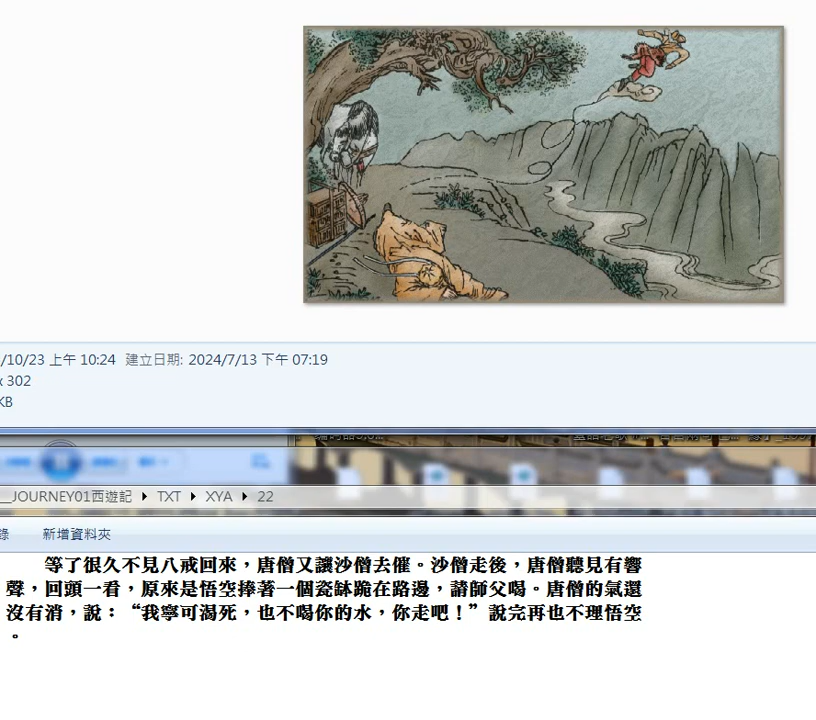 /10/23 上午 10:24 建立日期: 2024/7/13 下午 07:19
x 302
KB
__JOURNEY01西遊記 ▸ TXT ▸ XYA ▸ 22
錄 新增資料夾
等了很久不見八戒回來，唐僧又讓沙僧去催。沙僧走後，唐僧聽見有響
聲，回頭一看，原來是悟空捧著一個瓷缽跪在路邊，請師父喝。唐僧的氣還
沒有消，說：“我寧可渴死，也不喝你的水，你走吧！”說完再也不理悟空
。